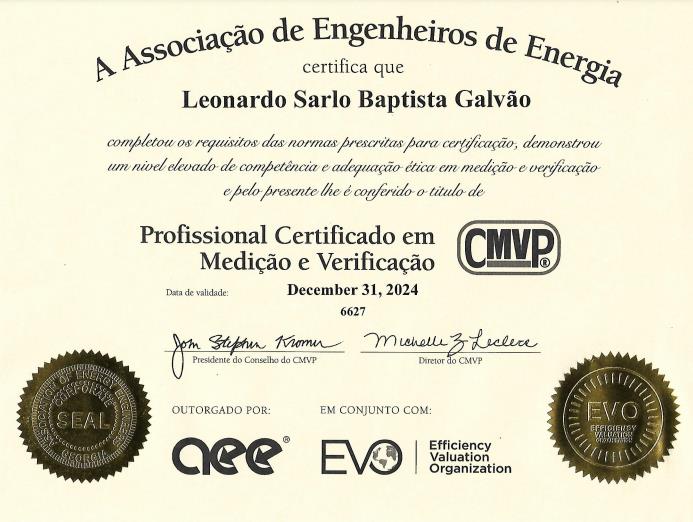 A Associação de Engenheiros de Energia
certifica que
Leonardo Sarlo Baptista Galvão
completou os requisitos das normas prescritas para certificação, demonstrou
um nivel elevado de competência e adequação ética em medição e verificação
e pelo presente lhe é conferido o titulo de
Profissional Certificado em
Medição e Verificação
CMVP®
Data de validade:
December 31, 2024
6627
John Stephen Kromer
Michelle Z Leclere
Presidente do Conselho do CMVP
Diretor do CMVP
OUTORGADO POR:
EM CONJUNTO COM:
aee®
EVO
Efficiency
Valuation
Organization
ASSOCIATION OF ENERGY ENGINEERS
CORPORATE
SEAL
GEORGIA
EVO
EFFICIENCY
VALUATION
ORGANIZATION